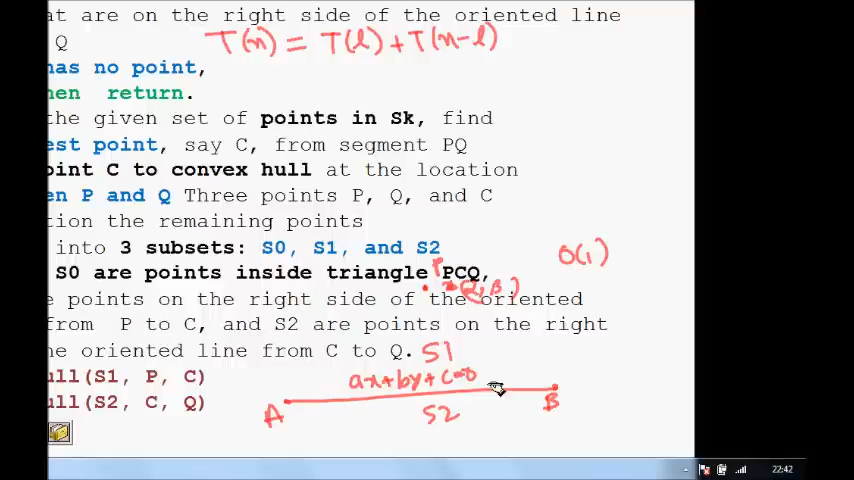 at are on the right side of the oriented line
Q
T(n) = T(l) + T(n-l)
has no point,
hen return.
the given set of points in Sk, find
est point, say C, from segment PQ
oint C to convex hull at the location
en P and Q Three points P, Q, and C
tion the remaining points
into 3 subsets: S0, S1, and S2
O(1)
S0 are points inside triangle PCQ,
P
e points on the right side of the oriented
from P to C, and S2 are points on the right
he oriented line from C to Q.
S1
ull(S1, P, C)
ax+by+c=0
ull(S2, C, Q)
A
S2
B
22:42